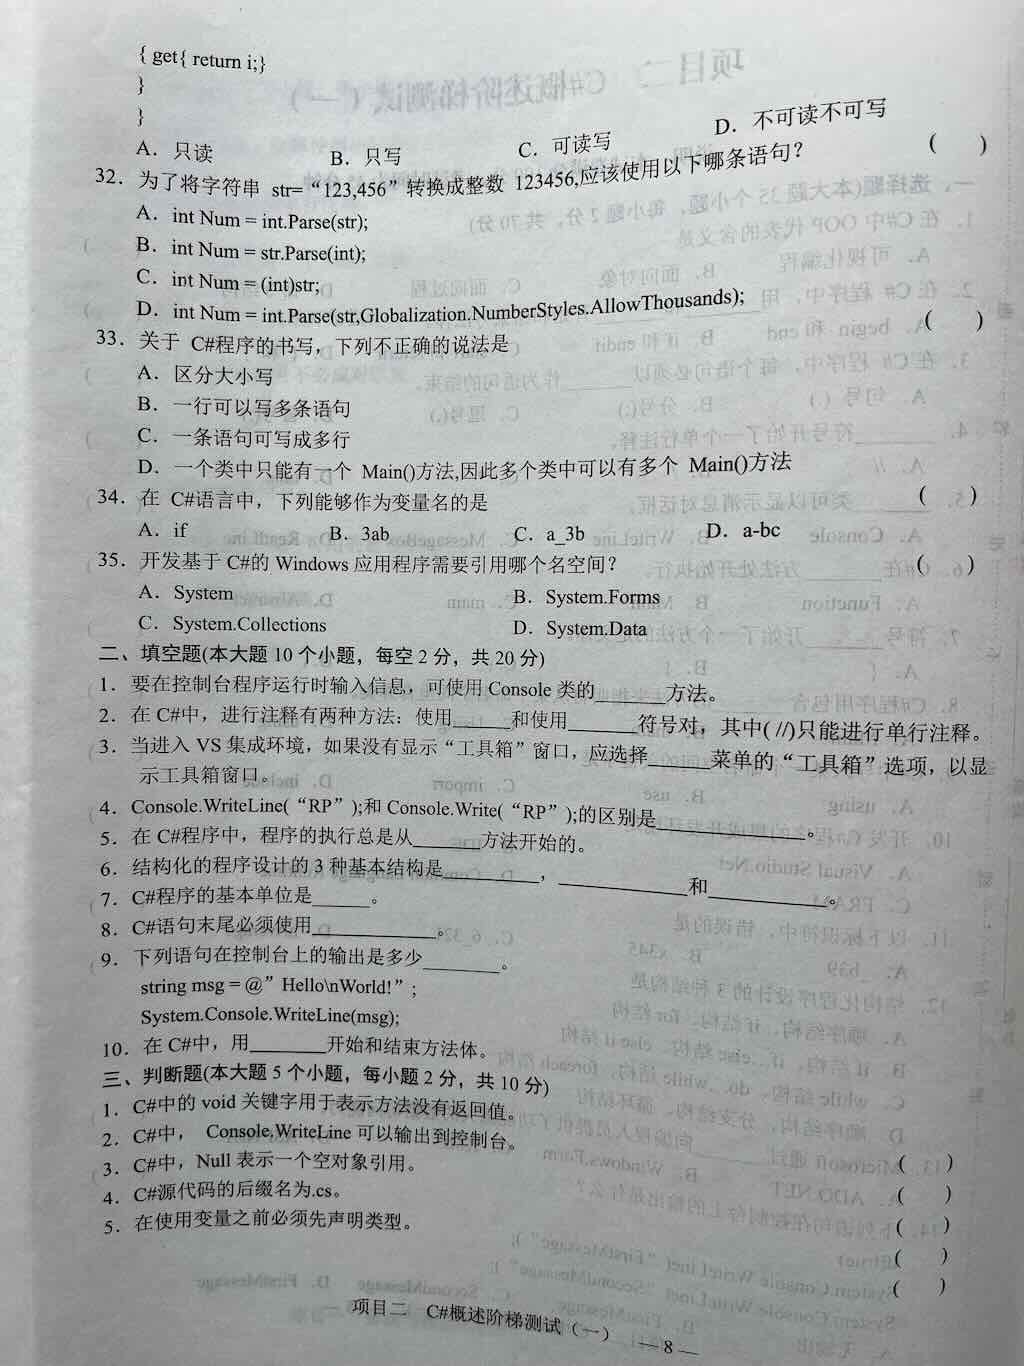 { get{ return i;}
}
}
A．只读 B．只写 C．可读写 D．不可读不可写
32．为了将字符串 str=“123,456”转换成整数 123456,应该使用以下哪条语句? ( )
A．int Num = int.Parse(str);
B．int Num = str.Parse(int);
C．int Num = (int)str;
D．int Num = int.Parse(str,Globalization.NumberStyles.AllowThousands);
33．关于 C#程序的书写，下列不正确的说法是 ( )
A．区分大小写
B．一行可以写多条语句
C．一条语句可写成多行
D．一个类中只能有一个 Main()方法,因此多个类中可以有多个 Main()方法
34．在 C#语言中，下列能够作为变量名的是 ( )
A．if B．3ab C．a_3b D．a-bc
35．开发基于 C#的 Windows 应用程序需要引用哪个名空间? ( )
A．System B．System.Forms
C．System.Collections D．System.Data
二、填空题(本大题 10 个小题，每空 2 分，共 20 分)
1．要在控制台程序运行时输入信息，可使用 Console 类的______方法。
2．在 C#中，进行注释有两种方法：使用______和使用______符号对，其中( //)只能进行单行注释。
3．当进入 VS 集成环境，如果没有显示“工具箱”窗口，应选择______菜单的“工具箱”选项，以显
示工具箱窗口。
4．Console.WriteLine(“RP”);和 Console.Write(“RP”);的区别是______________。
5．在 C#程序中，程序的执行总是从______方法开始的。
6．结构化的程序设计的 3 种基本结构是________，____________和____________。
7．C#程序的基本单位是______。
8．C#语句末尾必须使用____________。
9．下列语句在控制台上的输出是多少________。
string msg = @”Hello\nWorld!”;
System.Console.WriteLine(msg);
10．在 C#中，用________开始和结束方法体。
三、判断题(本大题 5 个小题，每小题 2 分，共 10 分)
1．C#中的 void 关键字用于表示方法没有返回值。 ( )
2．C#中， Console.WriteLine 可以输出到控制台。 ( )
3．C#中，Null 表示一个空对象引用。 ( )
4．C#源代码的后缀名为.cs。 ( )
5．在使用变量之前必须先声明类型。 ( )
项目二 C#概述阶梯测试（一） — 8 —